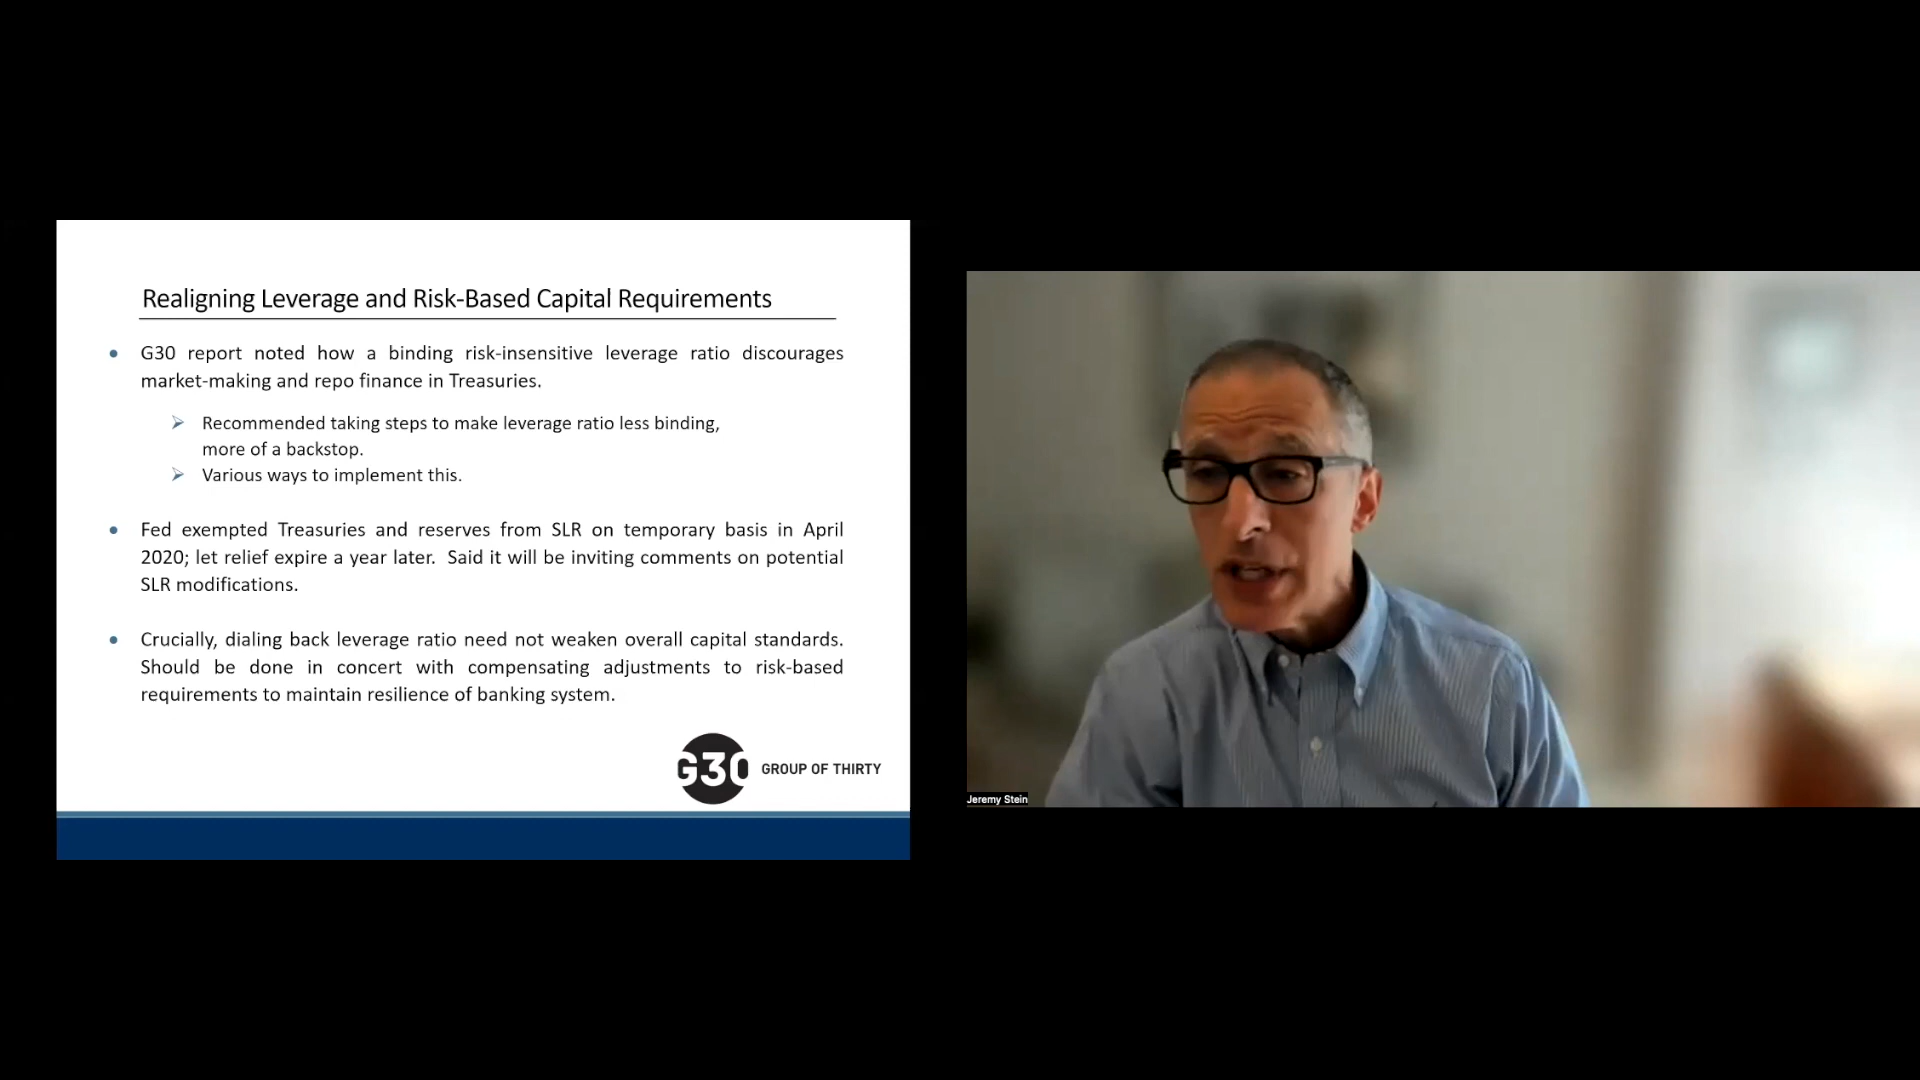 Realigning Leverage and Risk-Based Capital Requirements
• G30 report noted how a binding risk-insensitive leverage ratio discourages
market-making and repo finance in Treasuries.
➢ Recommended taking steps to make leverage ratio less binding,
more of a backstop.
➢ Various ways to implement this.
• Fed exempted Treasuries and reserves from SLR on temporary basis in April
2020; let relief expire a year later. Said it will be inviting comments on potential
SLR modifications.
• Crucially, dialing back leverage ratio need not weaken overall capital standards.
Should be done in concert with compensating adjustments to risk-based
requirements to maintain resilience of banking system.
G30 GROUP OF THIRTY
Jeremy Stein